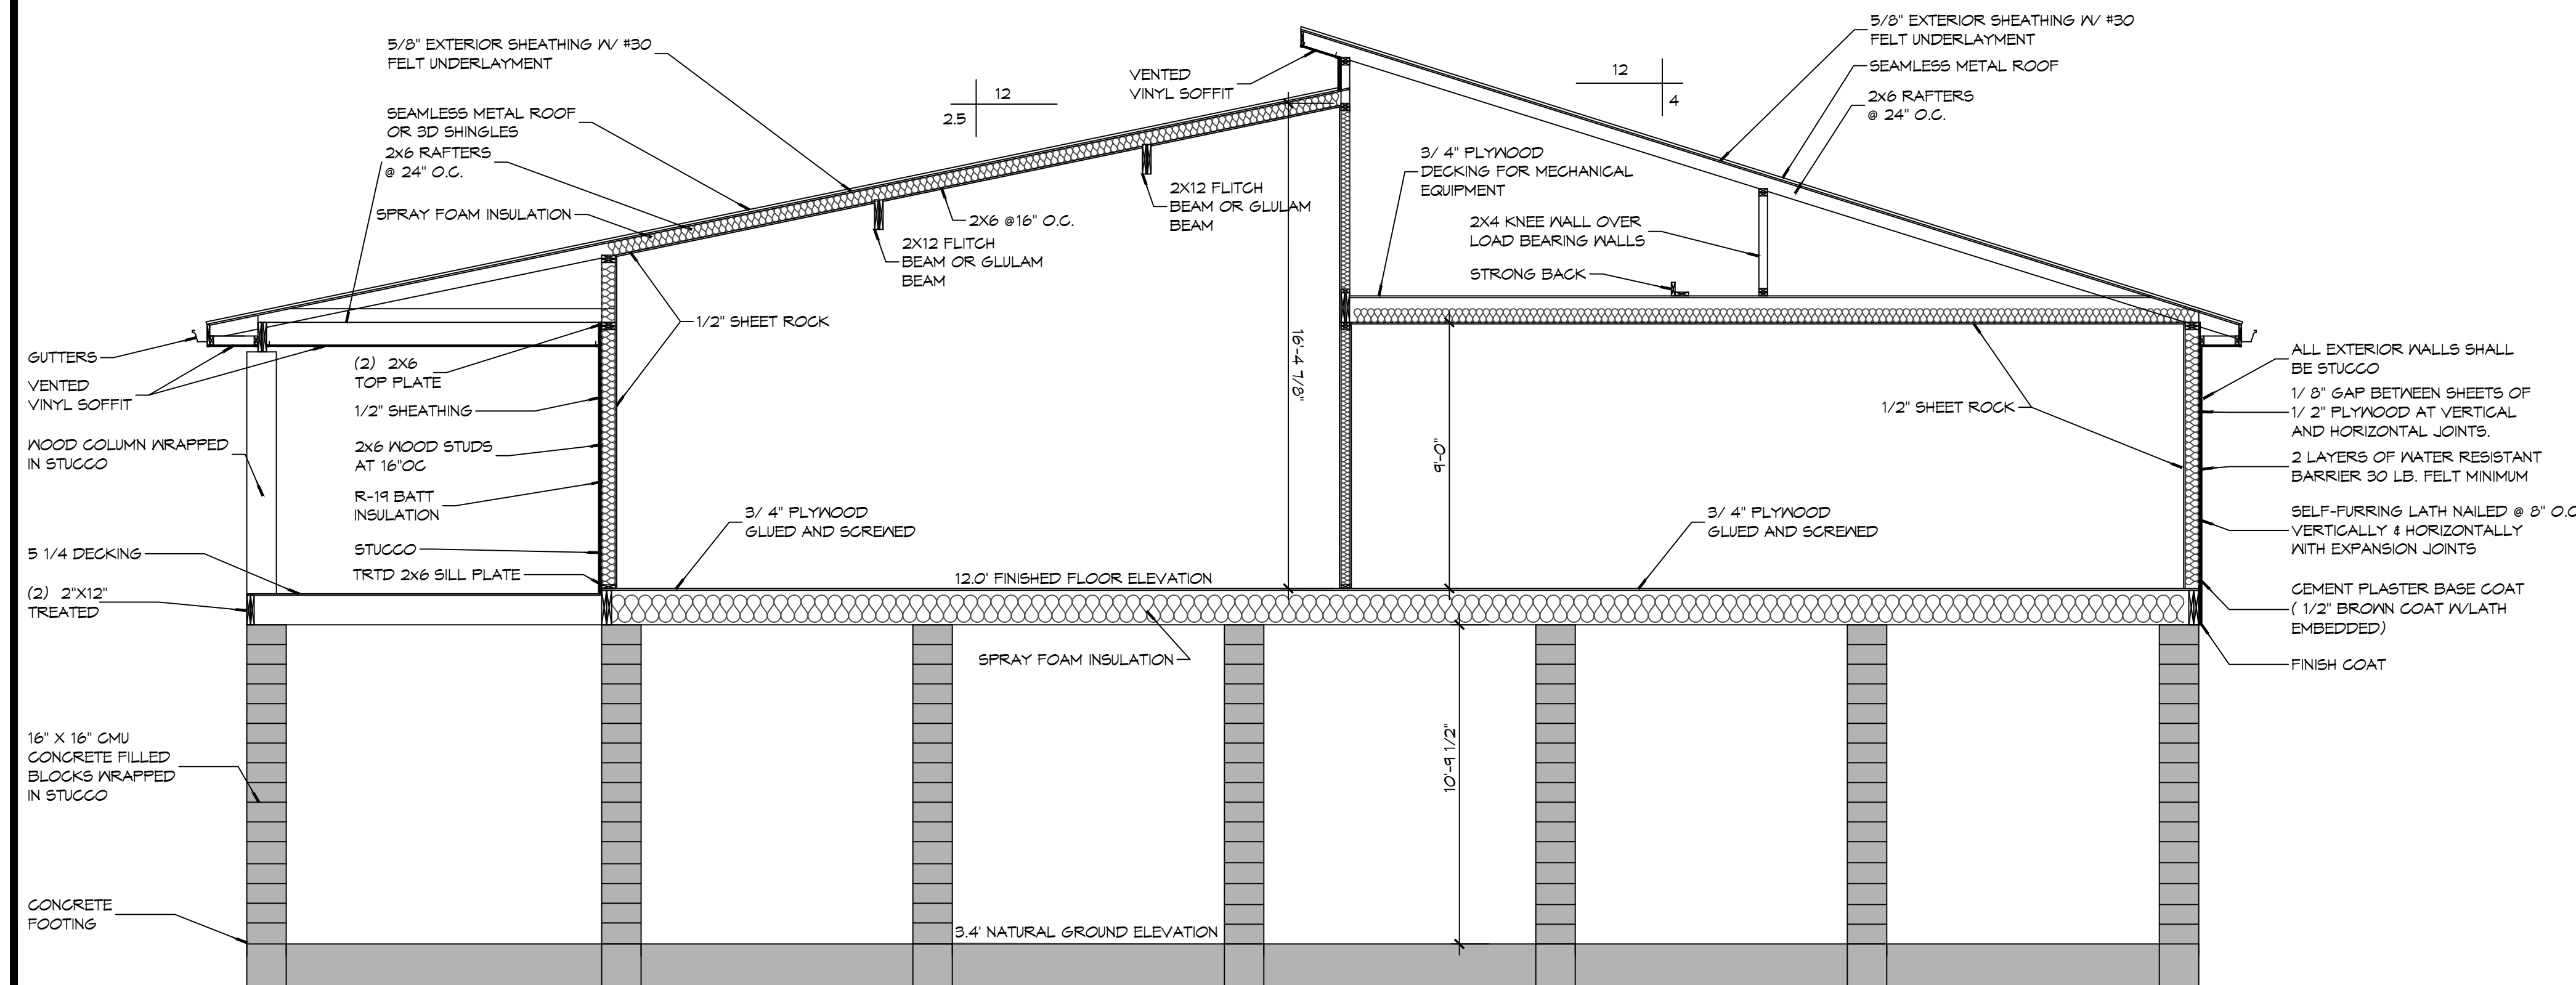 5/8" EXTERIOR SHEATHING W/ #30
FELT UNDERLAYMENT
SEAMLESS METAL ROOF
OR 3D SHINGLES
2x6 RAFTERS
@ 24" O.C.
SPRAY FOAM INSULATION
12
2.5
VENTED
VINYL SOFFIT
12
4
5/8" EXTERIOR SHEATHING W/ #30
FELT UNDERLAYMENT
SEAMLESS METAL ROOF
2x6 RAFTERS
@ 24" O.C.
3/ 4" PLYWOOD
DECKING FOR MECHANICAL
EQUIPMENT
2X12 FLITCH
BEAM OR GLULAM
BEAM
2X6 @16" O.C.
2X12 FLITCH
BEAM OR GLULAM
BEAM
2X4 KNEE WALL OVER
LOAD BEARING WALLS
STRONG BACK
1/2" SHEET ROCK
16'-4 7/8"
GUTTERS
VENTED
VINYL SOFFIT
WOOD COLUMN WRAPPED
IN STUCCO
(2) 2X6
TOP PLATE
1/2" SHEATHING
2x6 WOOD STUDS
AT 16"OC
R-19 BATT
INSULATION
STUCCO
TRTD 2x6 SILL PLATE
5 1/4 DECKING
(2) 2"X12"
TREATED
3/ 4" PLYWOOD
GLUED AND SCREWED
12.0' FINISHED FLOOR ELEVATION
9'-0"
1/2" SHEET ROCK
3/ 4" PLYWOOD
GLUED AND SCREWED
ALL EXTERIOR WALLS SHALL
BE STUCCO
1/ 8" GAP BETWEEN SHEETS OF
1/ 2" PLYWOOD AT VERTICAL
AND HORIZONTAL JOINTS.
2 LAYERS OF WATER RESISTANT
BARRIER 30 LB. FELT MINIMUM
SELF-FURRING LATH NAILED @ 8" O.C
VERTICALLY & HORIZONTALLY
WITH EXPANSION JOINTS
CEMENT PLASTER BASE COAT
( 1/2" BROWN COAT W/LATH
EMBEDDED)
FINISH COAT
SPRAY FOAM INSULATION
16" X 16" CMU
CONCRETE FILLED
BLOCKS WRAPPED
IN STUCCO
10'-9 1/2"
CONCRETE
FOOTING
3.4' NATURAL GROUND ELEVATION